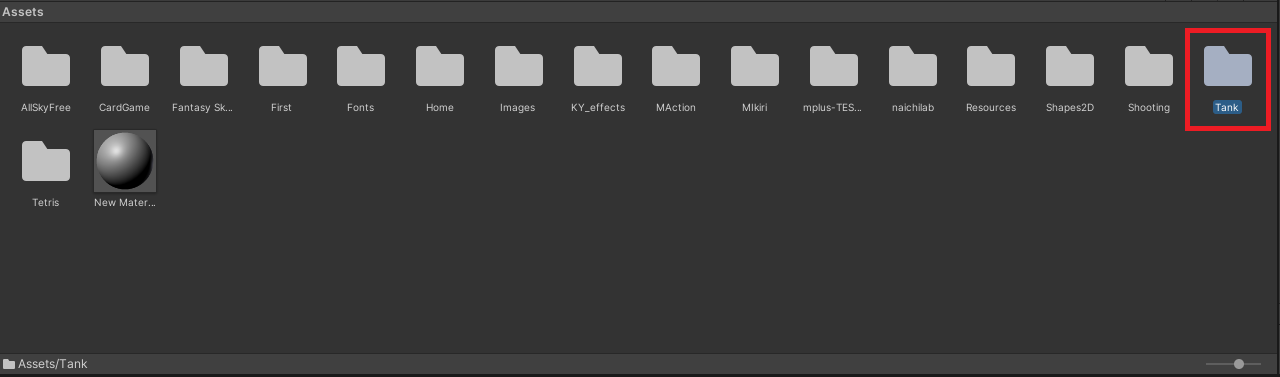 Assets
AllSkyFree CardGame Fantasy Sk... First Fonts Home Images KY_effects MAction MIkiri mplus-TES... naichilab Resources Shapes2D Shooting Tank
Tetris New Mater...
Assets/Tank